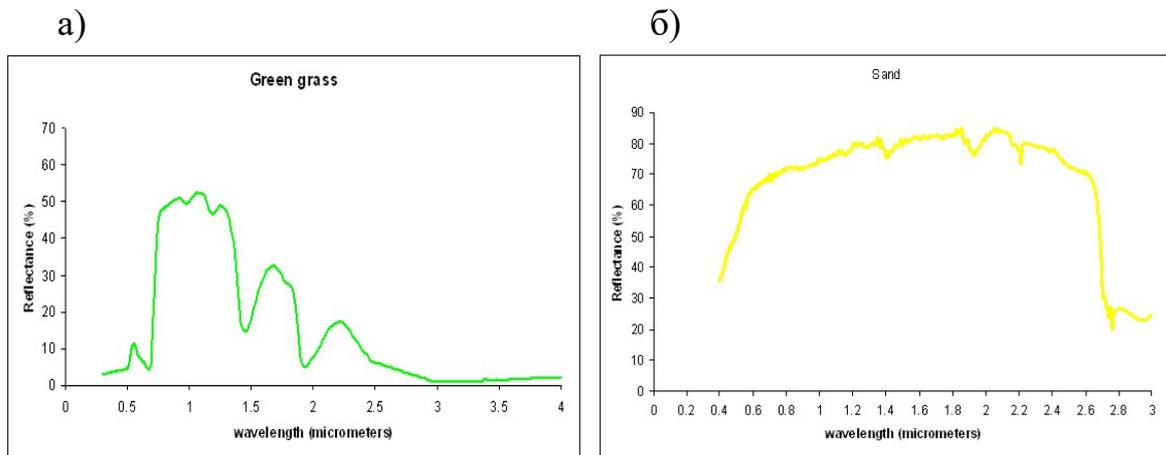 а)
Green grass
Reflectance (%)
70
60
50
40
30
20
10
0
0 0.5 1 1.5 2 2.5 3 3.5 4
wavelength (micrometers)
б)
Sand
Reflectance (%)
90
80
70
60
50
40
30
20
10
0
0 0.2 0.4 0.6 0.8 1 1.2 1.4 1.6 1.8 2 2.2 2.4 2.6 2.8 3
wavelength (micrometers)